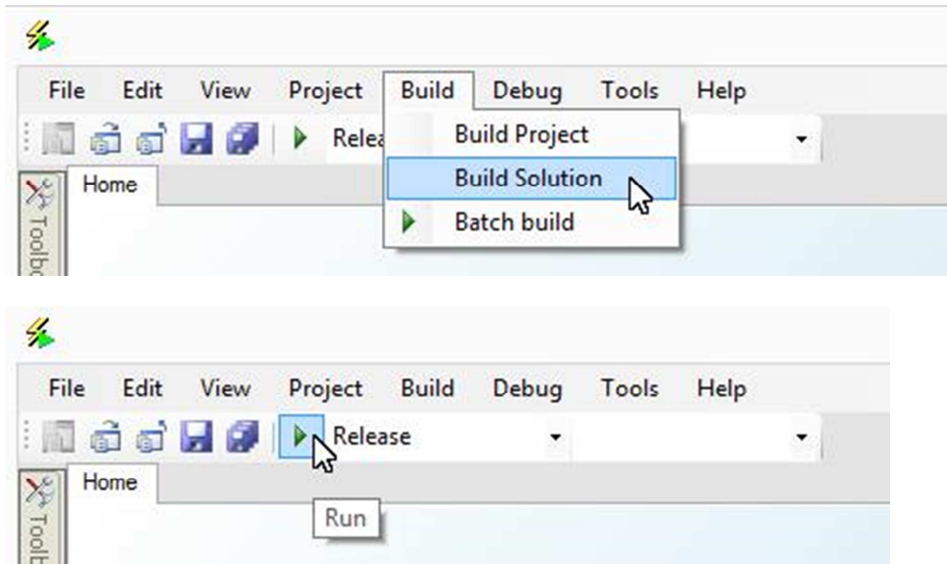 File Edit View Project Build Debug Tools Help
Build Project
Home
Build Solution
Batch build
File Edit View Project Build Debug Tools Help
Release
Home
Run